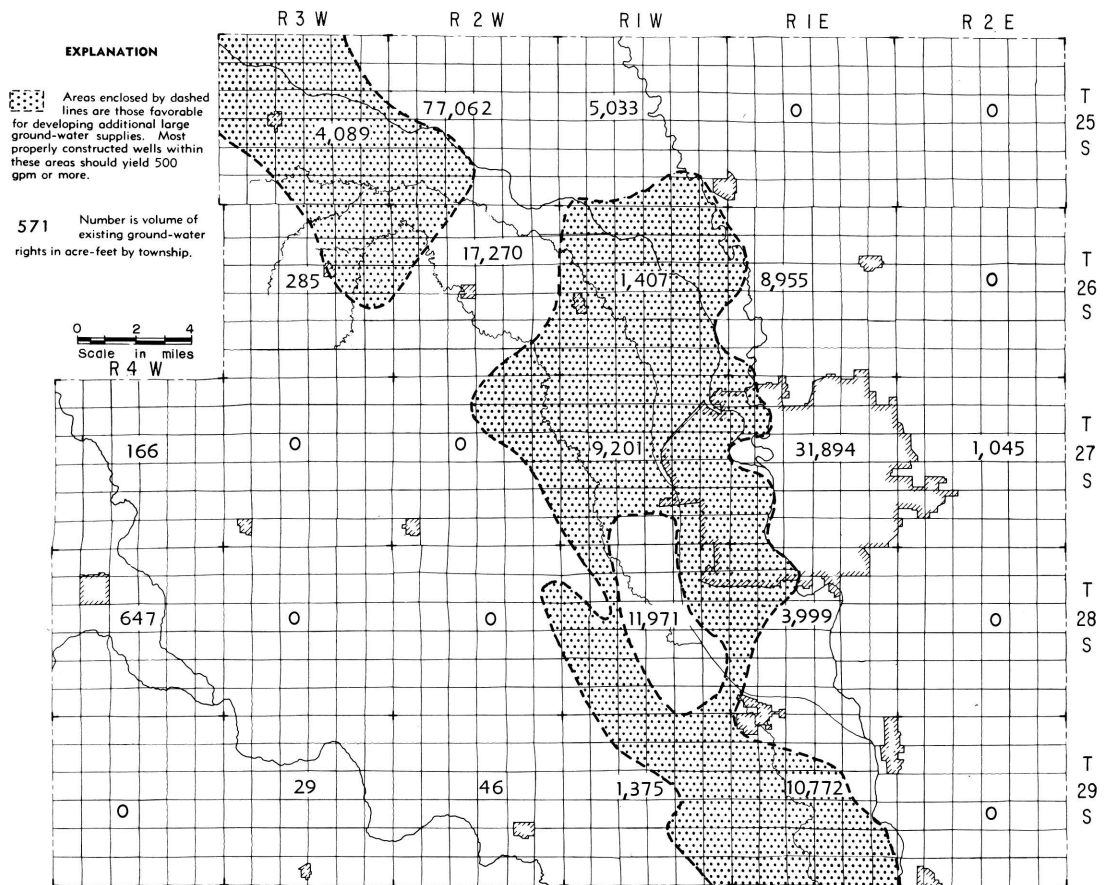 R 3 W R 2 W R 1 W R 1 E R 2 E
EXPLANATION
Areas enclosed by dashed
lines are those favorable
for developing additional large
ground-water supplies. Most
properly constructed wells within
these areas should yield 500
gpm or more.
571 Number is volume of
existing ground-water
rights in acre-feet by township.
0 2 4
Scale in miles
R 4 W
77,062 5,033 0 0
4,089
T
25
S
17,270
285 1,407 8,955 0
T
26
S
166 0 0 9,201 31,894 1,045
T
27
S
647 0 0 11,971 3,999 0
T
28
S
29 46 1,375 10,772
0 0
T
29
S